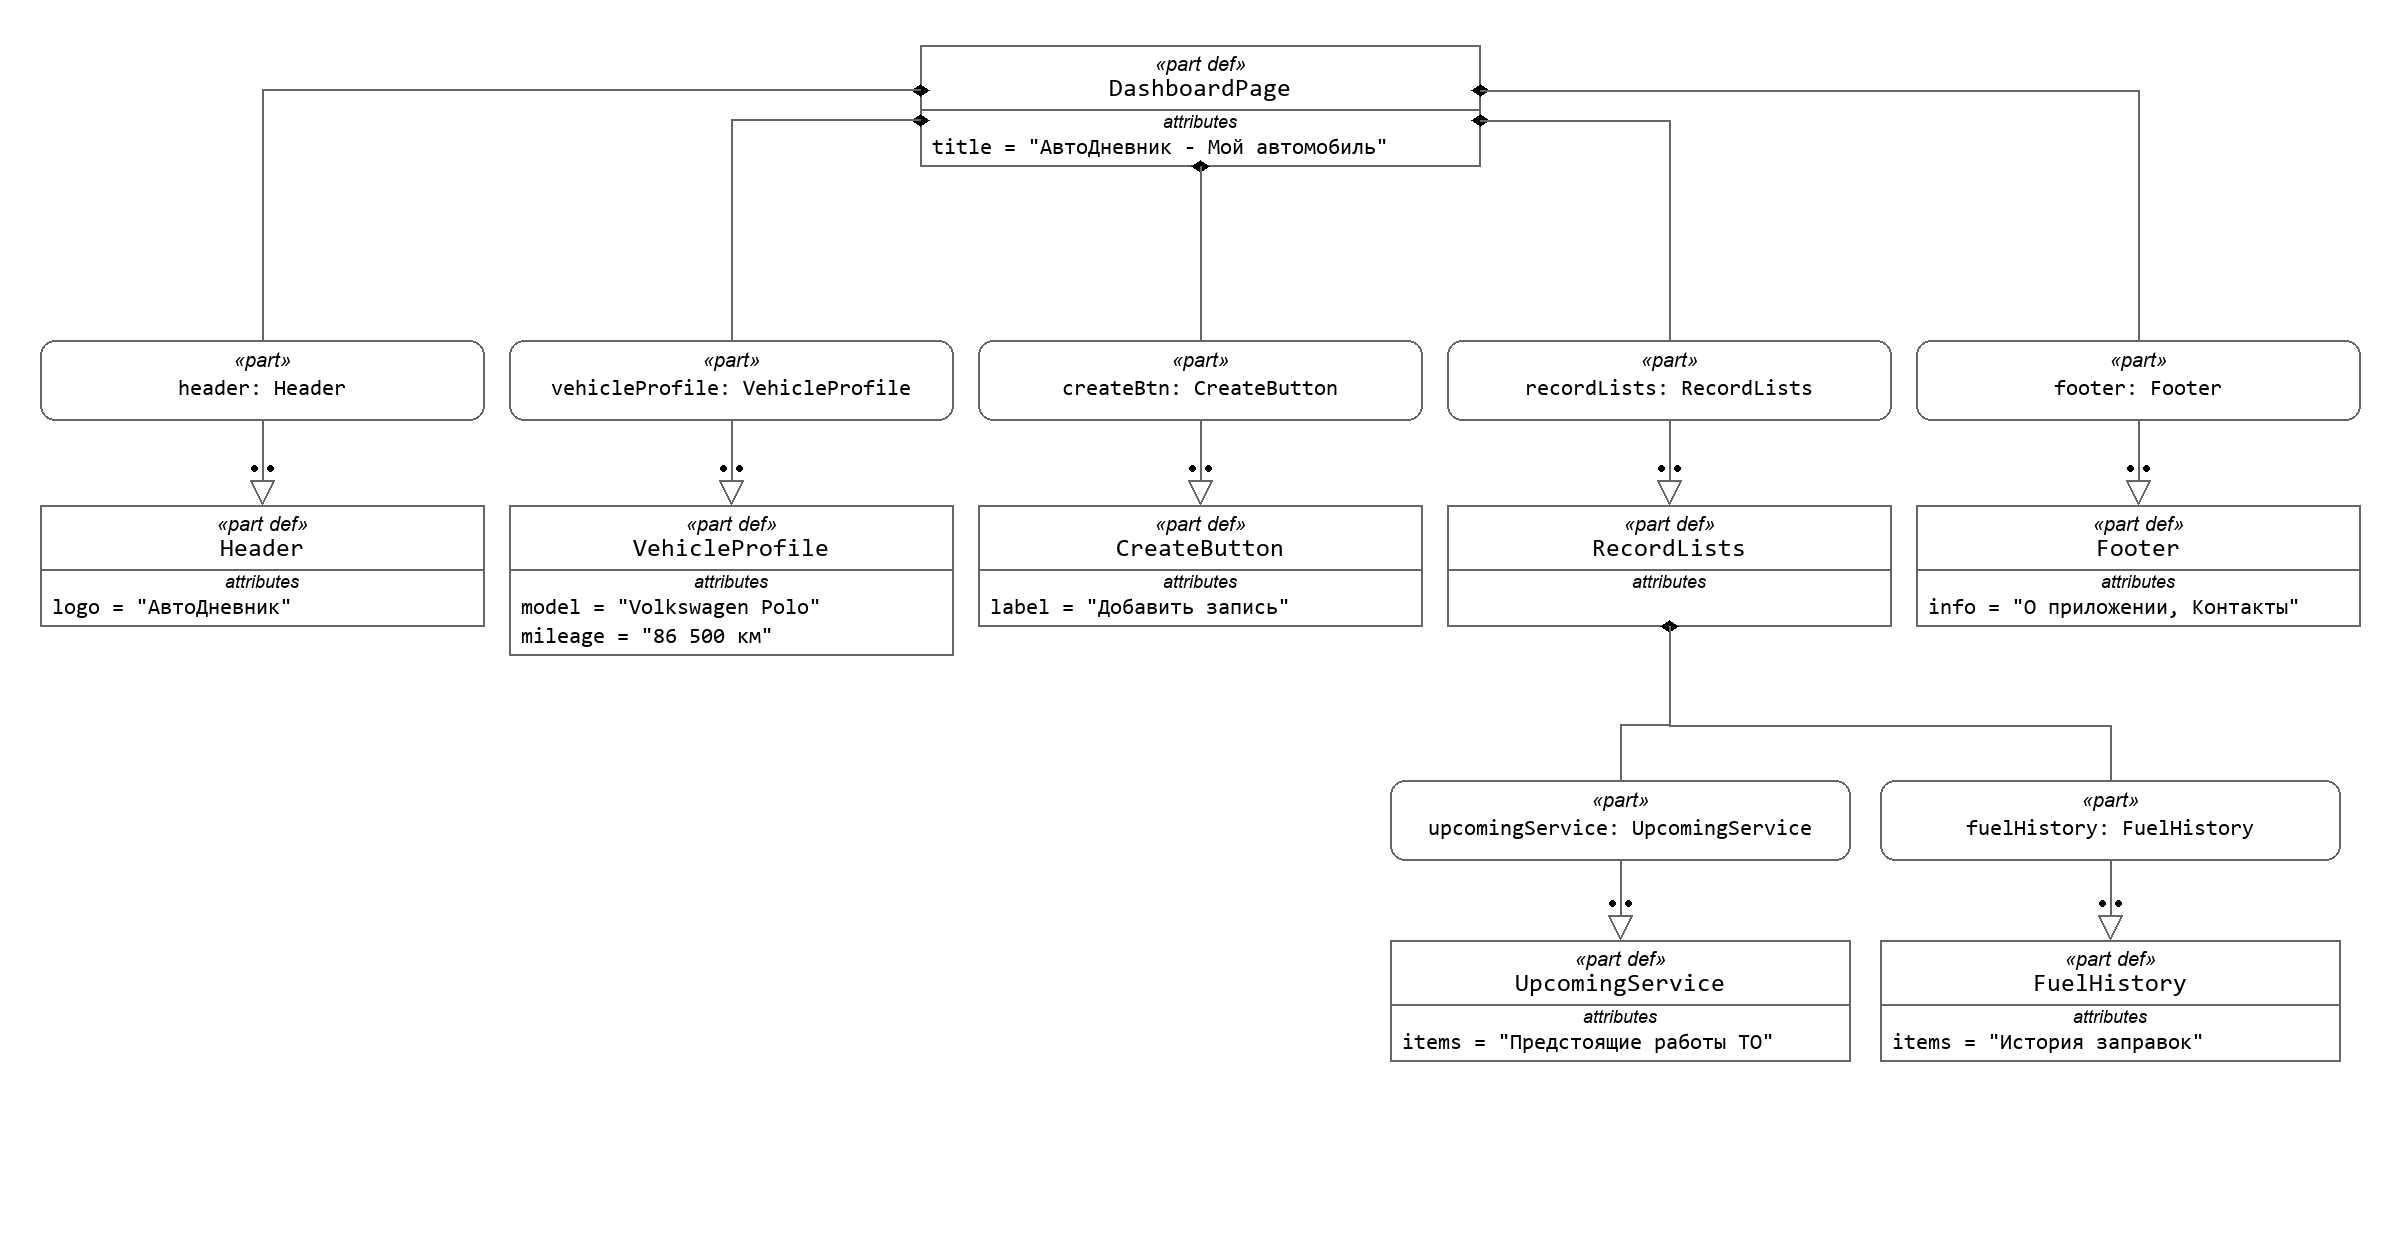 «part def»
DashboardPage
attributes
title = "АвтоДневник - Мой автомобиль"
«part»
header: Header
«part»
vehicleProfile: VehicleProfile
«part»
createBtn: CreateButton
«part»
recordLists: RecordLists
«part»
footer: Footer
«part def»
Header
attributes
logo = "АвтоДневник"
«part def»
VehicleProfile
attributes
model = "Volkswagen Polo"
mileage = "86 500 км"
«part def»
CreateButton
attributes
label = "Добавить запись"
«part def»
RecordLists
attributes
«part def»
Footer
attributes
info = "О приложении, Контакты"
«part»
upcomingService: UpcomingService
«part»
fuelHistory: FuelHistory
«part def»
UpcomingService
attributes
items = "Предстоящие работы ТО"
«part def»
FuelHistory
attributes
items = "История заправок"